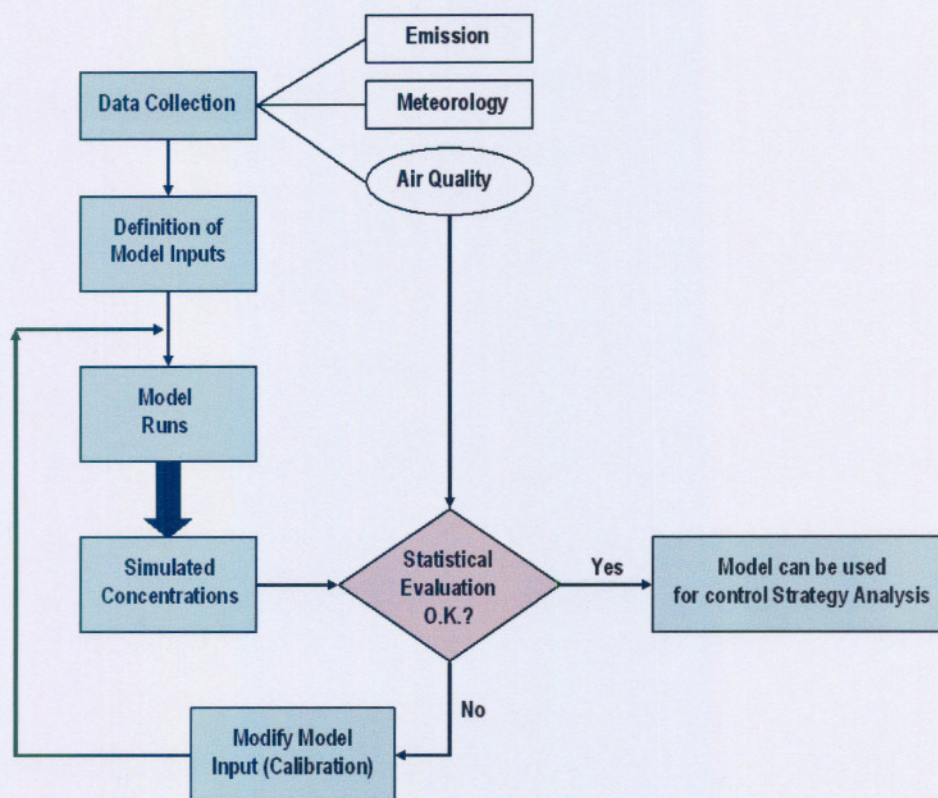 Emission
Data Collection
Meteorology
Air Quality
Definition of
Model Inputs
Model
Runs
Simulated
Concentrations
Statistical
Evaluation
O.K.?
Yes
Model can be used
for control Strategy Analysis
No
Modify Model
Input (Calibration)